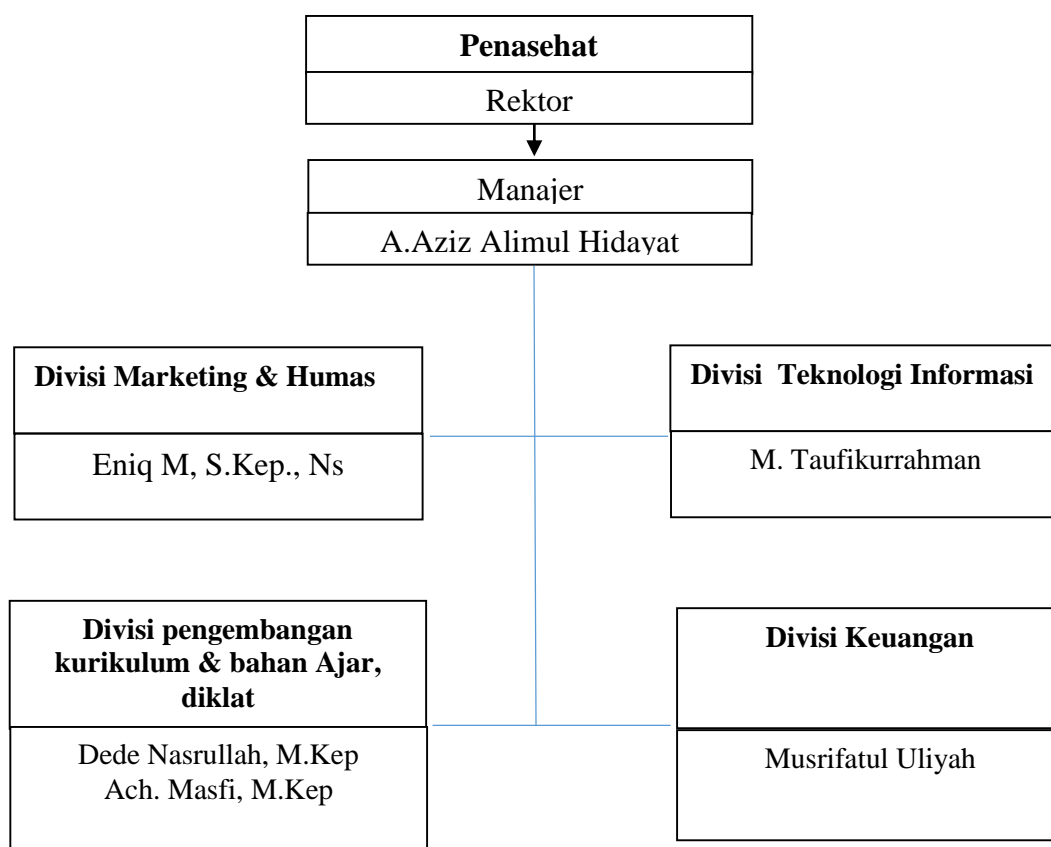 Penasehat
Rektor
Manajer
A.Aziz Alimul Hidayat
Divisi Marketing & Humas
Eniq M, S.Kep., Ns
Divisi Teknologi Informasi
M. Taufikurrahman
Divisi pengembangan
kurikulum & bahan Ajar,
diklat
Dede Nasrullah, M.Kep
Ach. Masfi, M.Kep
Divisi Keuangan
Musrifatul Uliyah